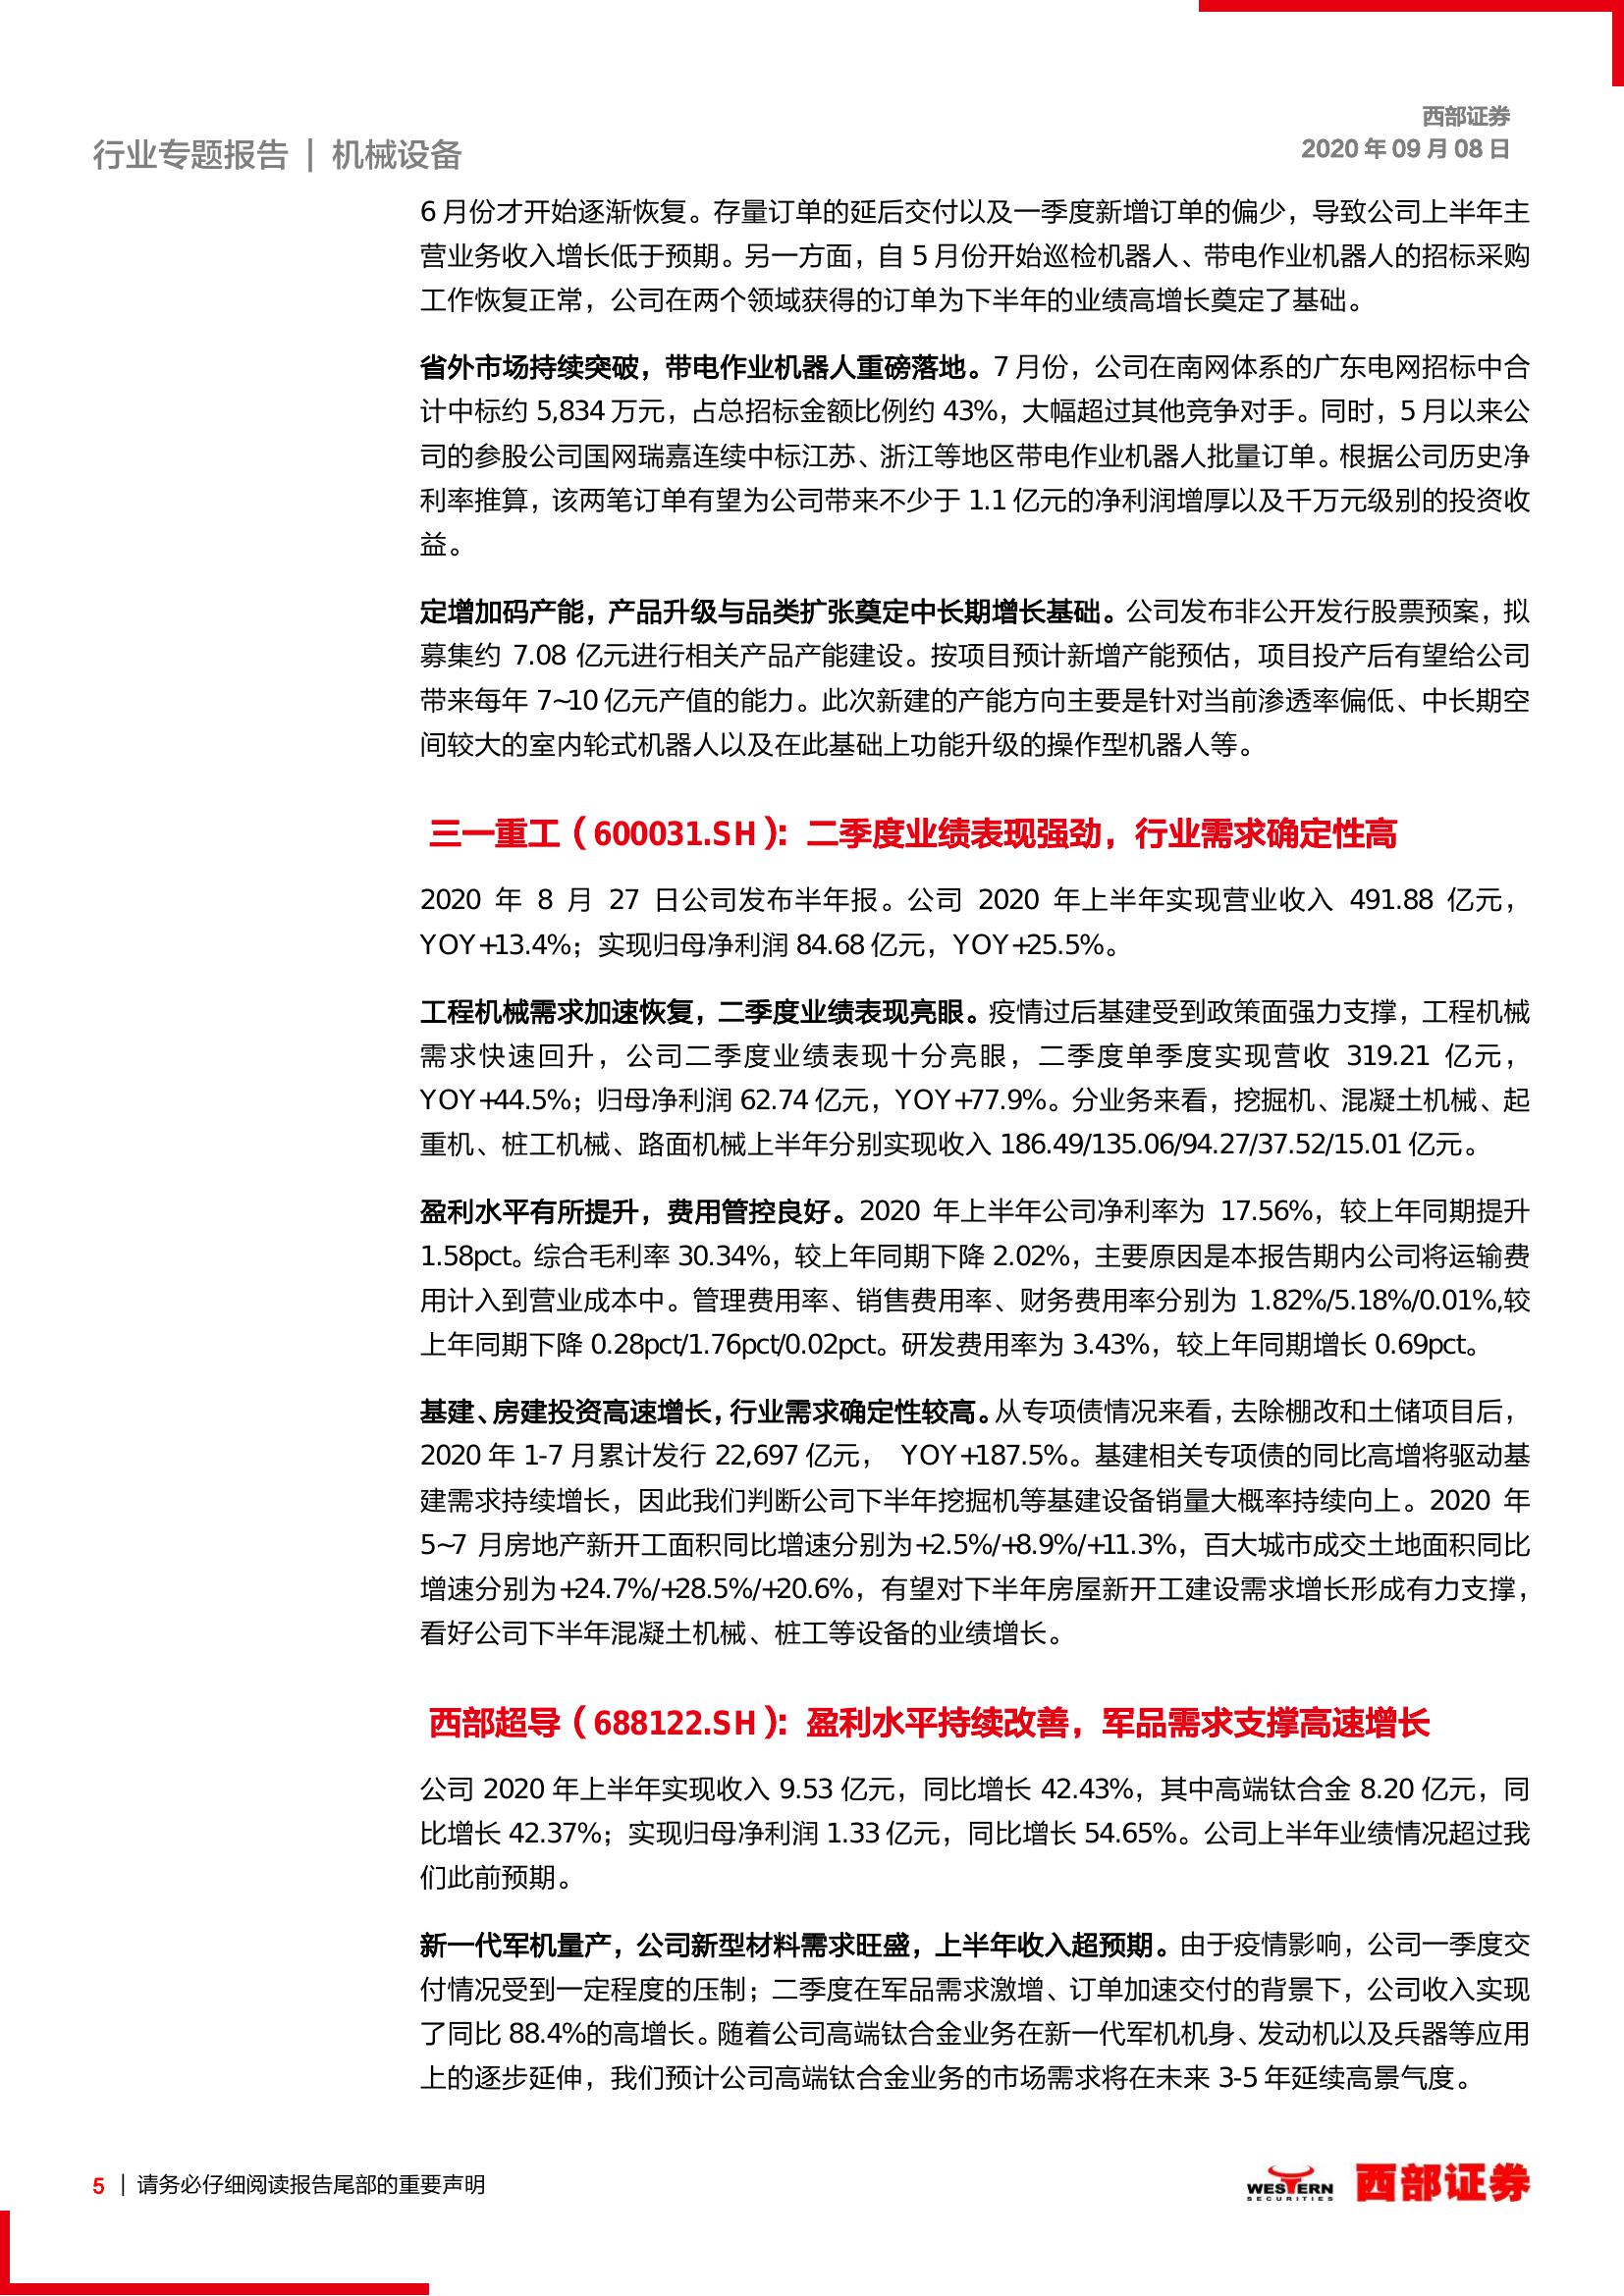 西部证券
行业专题报告 | 机械设备
2020 年 09 月 08 日
6 月份才开始逐渐恢复。存量订单的延后交付以及一季度新增订单的偏少，导致公司上半年主
营业务收入增长低于预期。另一方面，自 5 月份开始巡检机器人、带电作业机器人的招标采购
工作恢复正常，公司在两个领域获得的订单为下半年的业绩高增长奠定了基础。
省外市场持续突破，带电作业机器人重磅落地。7 月份，公司在南网体系的广东电网招标中合
计中标约 5,834 万元，占总招标金额比例约 43%，大幅超过其他竞争对手。同时，5 月以来公
司的参股公司国网瑞嘉连续中标江苏、浙江等地区带电作业机器人批量订单。根据公司历史净
利率推算，该两笔订单有望为公司带来不少于 1.1 亿元的净利润增厚以及千万元级别的投资收
益。
定增加码产能，产品升级与品类扩张奠定中长期增长基础。公司发布非公开发行股票预案，拟
募集约 7.08 亿元进行相关产品产能建设。按项目预计新增产能预估，项目投产后有望给公司
带来每年 7~10 亿元产值的能力。此次新建的产能方向主要是针对当前渗透率偏低、中长期空
间较大的室内轮式机器人以及在此基础上功能升级的操作型机器人等。
三一重工（600031.SH）：二季度业绩表现强劲，行业需求确定性高
2020 年 8 月 27 日公司发布半年报。公司 2020 年上半年实现营业收入 491.88 亿元，
YOY+13.4%；实现归母净利润 84.68 亿元，YOY+25.5%。
工程机械需求加速恢复，二季度业绩表现亮眼。疫情过后基建受到政策面强力支撑，工程机械
需求快速回升，公司二季度业绩表现十分亮眼，二季度单季度实现营收 319.21 亿元，
YOY+44.5%；归母净利润 62.74 亿元，YOY+77.9%。分业务来看，挖掘机、混凝土机械、起
重机、桩工机械、路面机械上半年分别实现收入 186.49/135.06/94.27/37.52/15.01 亿元。
盈利水平有所提升，费用管控良好。2020 年上半年公司净利率为 17.56%，较上年同期提升
1.58pct。综合毛利率 30.34%，较上年同期下降 2.02%，主要原因是本报告期内公司将运输费
用计入到营业成本中。管理费用率、销售费用率、财务费用率分别为 1.82%/5.18%/0.01%,较
上年同期下降 0.28pct/1.76pct/0.02pct。研发费用率为 3.43%，较上年同期增长 0.69pct。
基建、房建投资高速增长，行业需求确定性较高。从专项债情况来看，去除棚改和土储项目后，
2020 年 1-7 月累计发行 22,697 亿元， YOY+187.5%。基建相关专项债的同比高增将驱动基
建需求持续增长，因此我们判断公司下半年挖掘机等基建设备销量大概率持续向上。2020 年
5~7 月房地产新开工面积同比增速分别为+2.5%/+8.9%/+11.3%，百大城市成交土地面积同比
增速分别为+24.7%/+28.5%/+20.6%，有望对下半年房屋新开工建设需求增长形成有力支撑，
看好公司下半年混凝土机械、桩工等设备的业绩增长。
西部超导（688122.SH）：盈利水平持续改善，军品需求支撑高速增长
公司 2020 年上半年实现收入 9.53 亿元，同比增长 42.43%，其中高端钛合金 8.20 亿元，同
比增长 42.37%；实现归母净利润 1.33 亿元，同比增长 54.65%。公司上半年业绩情况超过我
们此前预期。
新一代军机量产，公司新型材料需求旺盛，上半年收入超预期。由于疫情影响，公司一季度交
付情况受到一定程度的压制；二季度在军品需求激增、订单加速交付的背景下，公司收入实现
了同比 88.4%的高增长。随着公司高端钛合金业务在新一代军机机身、发动机以及兵器等应用
上的逐步延伸，我们预计公司高端钛合金业务的市场需求将在未来 3-5 年延续高景气度。
5 | 请务必仔细阅读报告尾部的重要声明
WESTERN
SECURITIES
西部证券